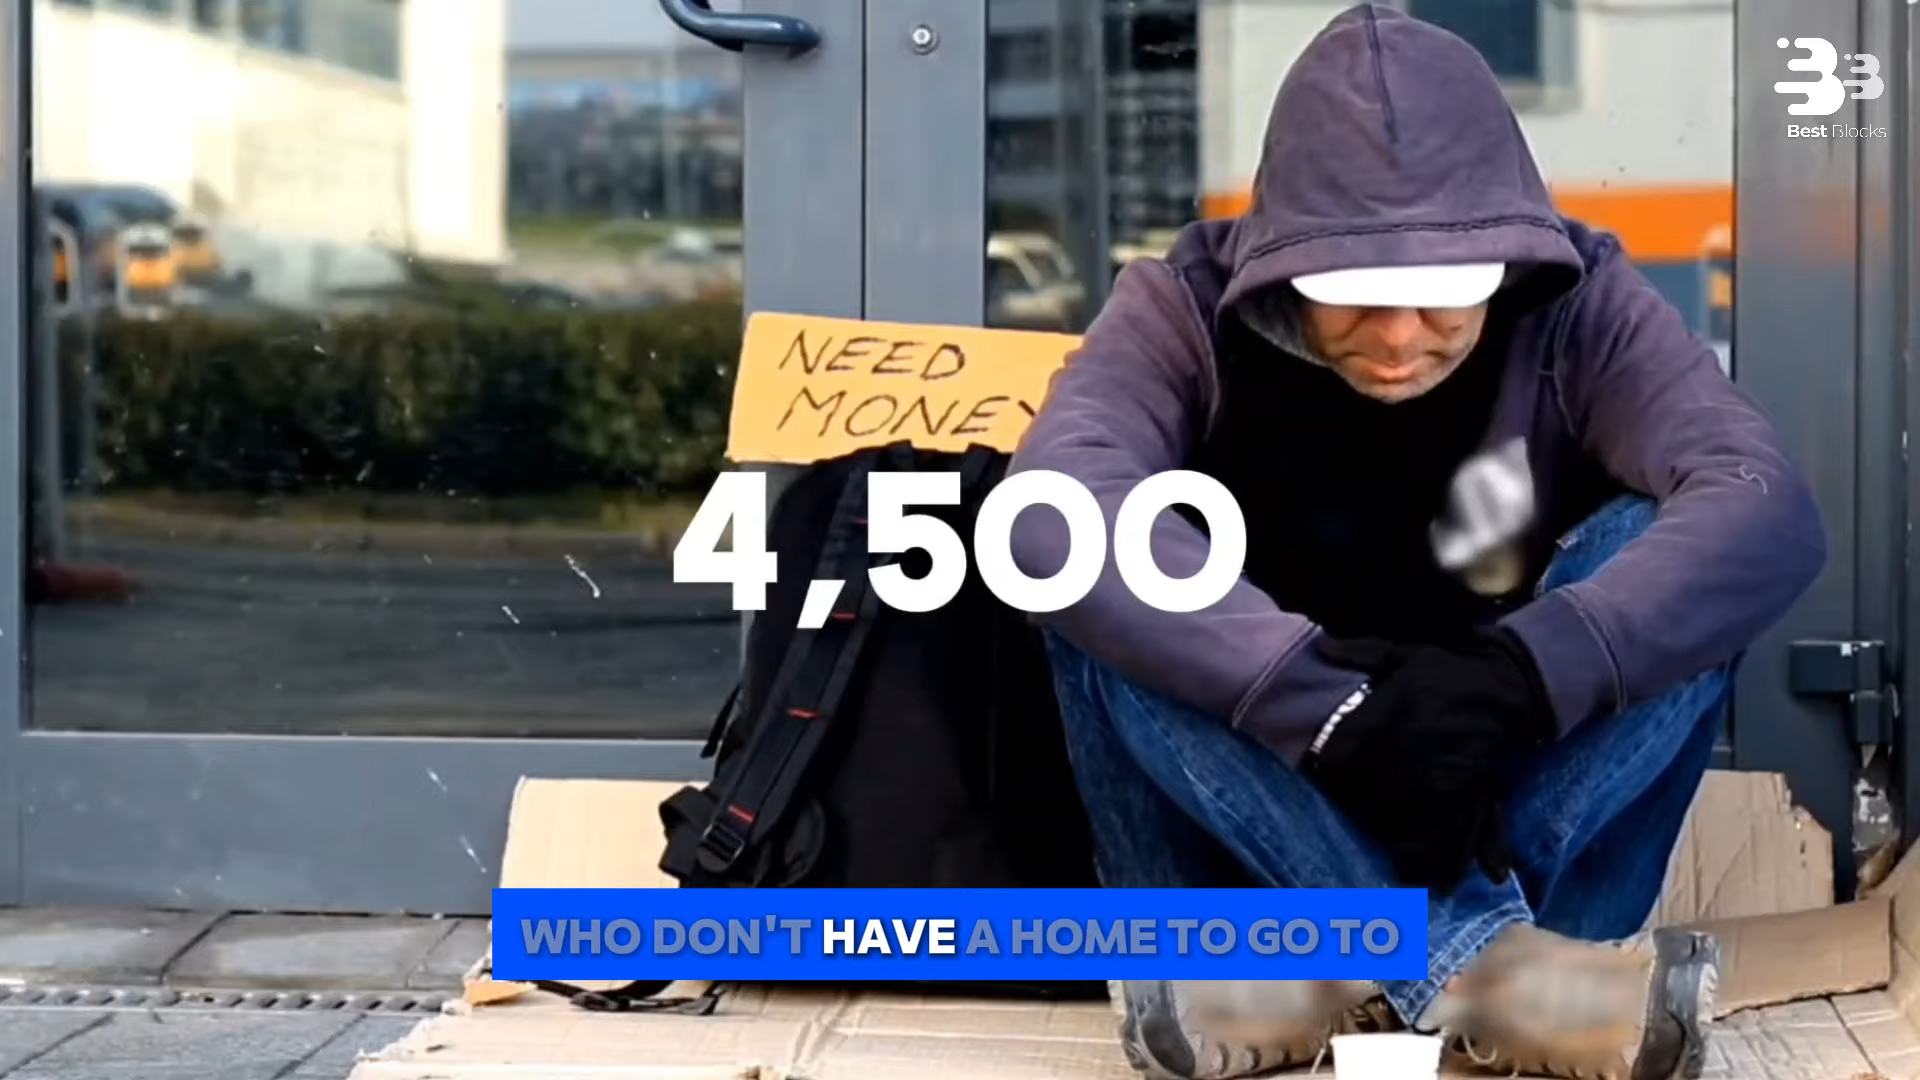 Best Blocks
NEED
MONEY
4,500
WHO DON'T HAVE A HOME TO GO TO